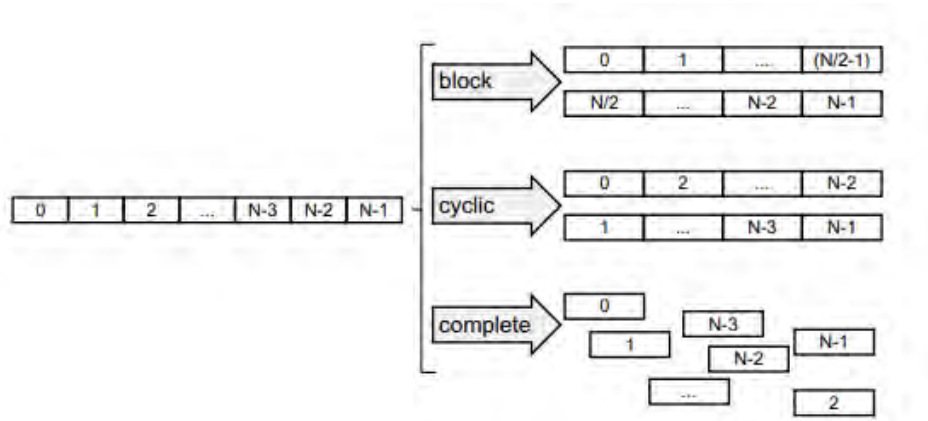 block
0 1 .... (N/2-1)
N/2 ... N-2 N-1
0 1 2 ... N-3 N-2 N-1
cyclic
0 2 ... N-2
1 ... N-3 N-1
complete
0
1
N-3
N-2
N-1
...
2